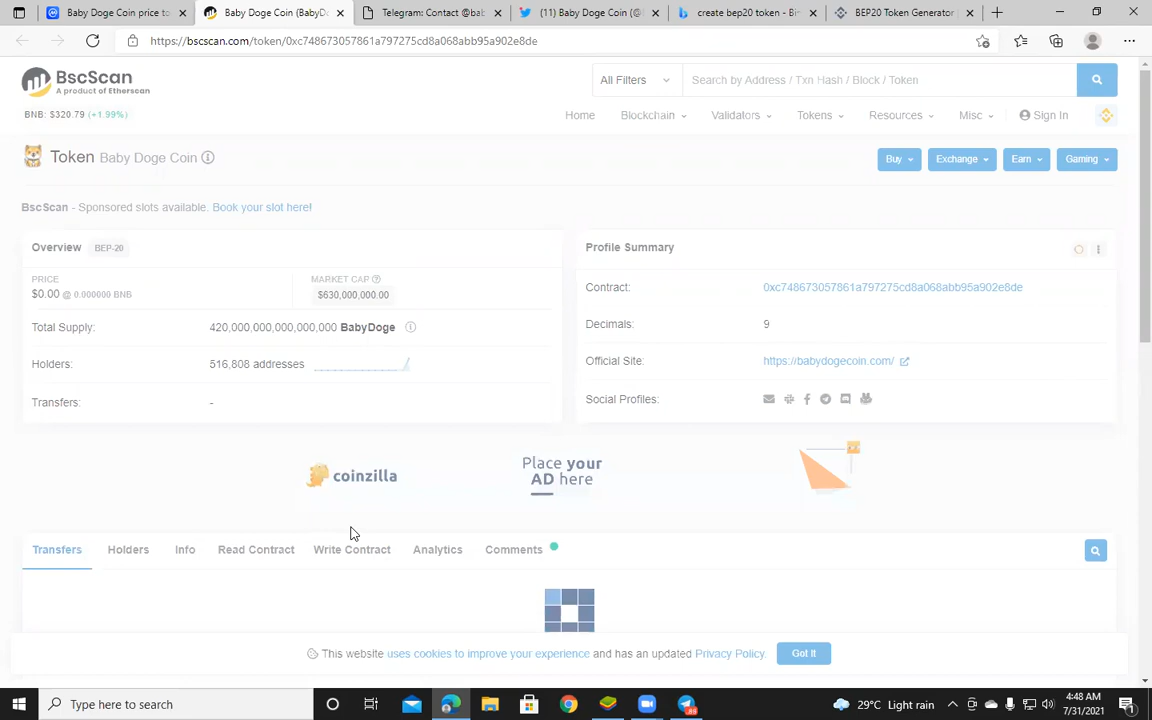 Baby Doge Coin price to
Baby Doge Coin (BabyD
Telegram: Contact @bab
(11) Baby Doge Coin (@
create bep20 token - Bi
BEP20 Token Generator
https://bscscan.com/token/0xc748673057861a797275cd8a068abb95a902e8de
BscScan
A product of Etherscan
All Filters
Search by Address / Txn Hash / Block / Token
BNB: $320.79 (+1.99%)
Home Blockchain Validators Tokens Resources Misc Sign In
Token Baby Doge Coin
Buy Exchange Earn Gaming
BscScan - Sponsored slots available. Book your slot here!
Overview BEP-20
PRICE
$0.00 @ 0.000000 BNB
MARKET CAP
$630,000,000.00
Total Supply: 420,000,000,000,000,000 BabyDoge
Holders: 516,808 addresses
Transfers: -
Profile Summary
Contract: 0xc748673057861a797275cd8a068abb95a902e8de
Decimals: 9
Official Site: https://babydogecoin.com/
Social Profiles:
coinzilla
Place your
AD here
Transfers Holders Info Read Contract Write Contract Analytics Comments
This website uses cookies to improve your experience and has an updated Privacy Policy.
Got It
Type here to search
29°C Light rain
4:48 AM
7/31/2021